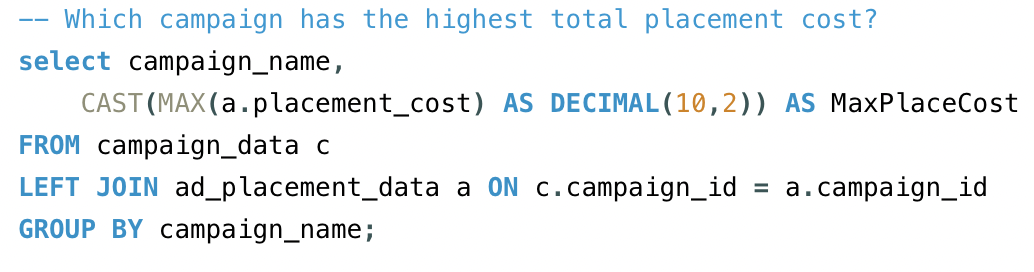 -- Which campaign has the highest total placement cost?
select campaign_name,
    CAST(MAX(a.placement_cost) AS DECIMAL(10,2)) AS MaxPlaceCost
FROM campaign_data c
LEFT JOIN ad_placement_data a ON c.campaign_id = a.campaign_id
GROUP BY campaign_name;